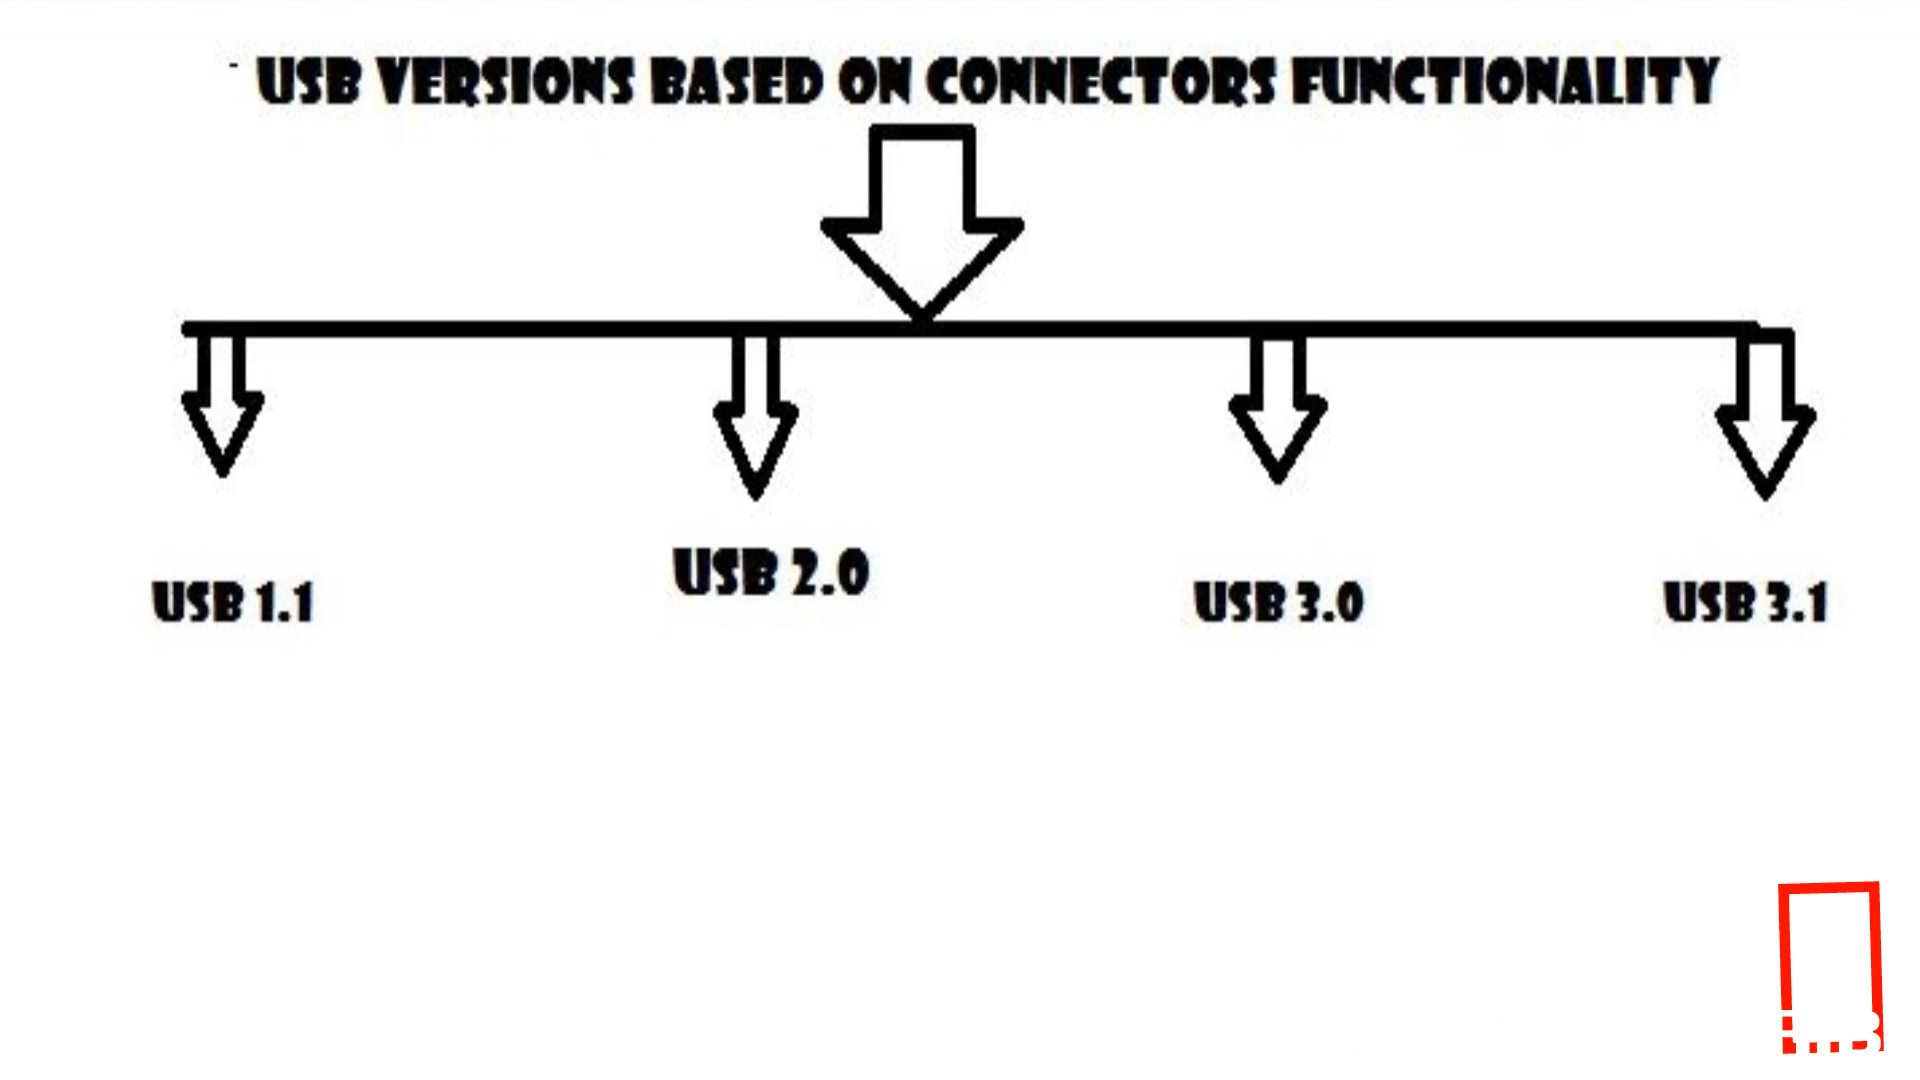 USB VERSIONS BASED ON CONNECTORS FUNCTIONALITY
USB 1.1
USB 2.0
USB 3.0
USB 3.1